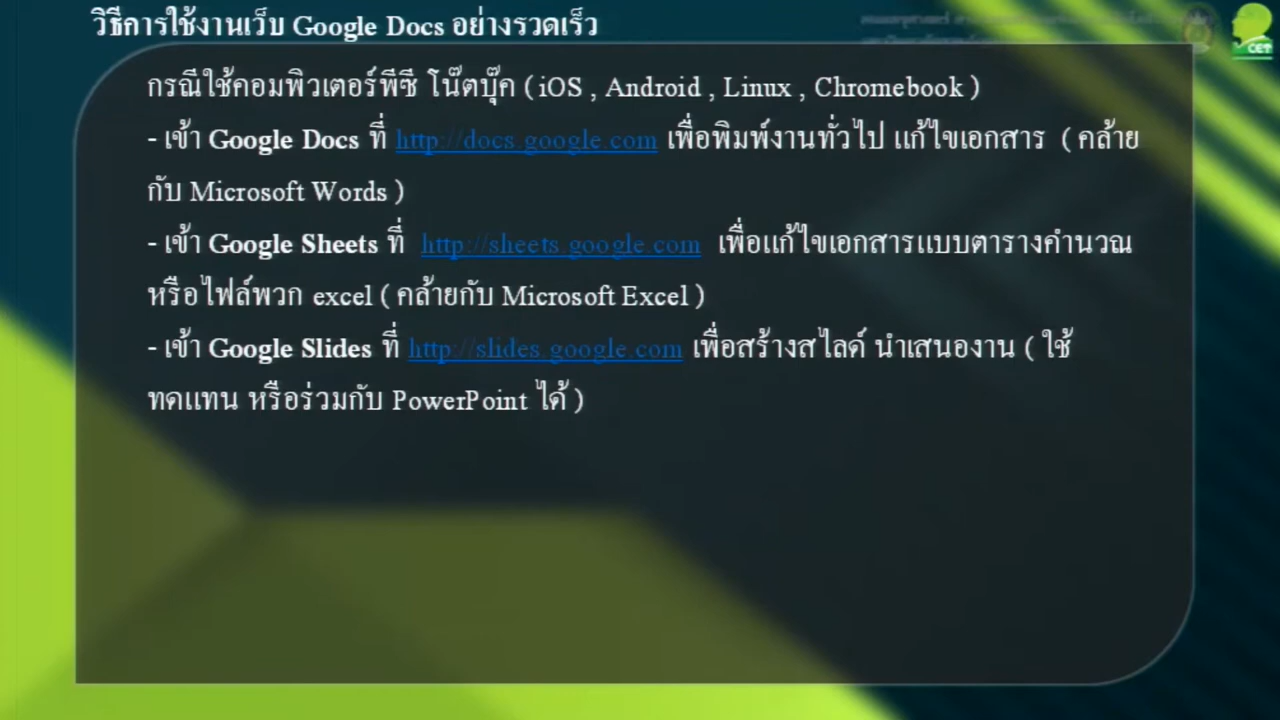 วิธีการใช้งานเว็บ Google Docs อย่างรวดเร็ว
กรณีใช้คอมพิวเตอร์พีซี โน๊ตบุ๊ค ( iOS , Android , Linux , Chromebook )
- เข้า Google Docs ที่ http://docs.google.com เพื่อพิมพ์งานทั่วไป แก้ไขเอกสาร ( คล้าย
กับ Microsoft Words )
- เข้า Google Sheets ที่ http://sheets.google.com เพื่อแก้ไขเอกสารแบบตารางคำนวณ
หรือไฟล์พวก excel ( คล้ายกับ Microsoft Excel )
- เข้า Google Slides ที่ http://slides.google.com เพื่อสร้างสไลด์ นำเสนองาน ( ใช้
ทดแทน หรือร่วมกับ PowerPoint ได้ )
CET